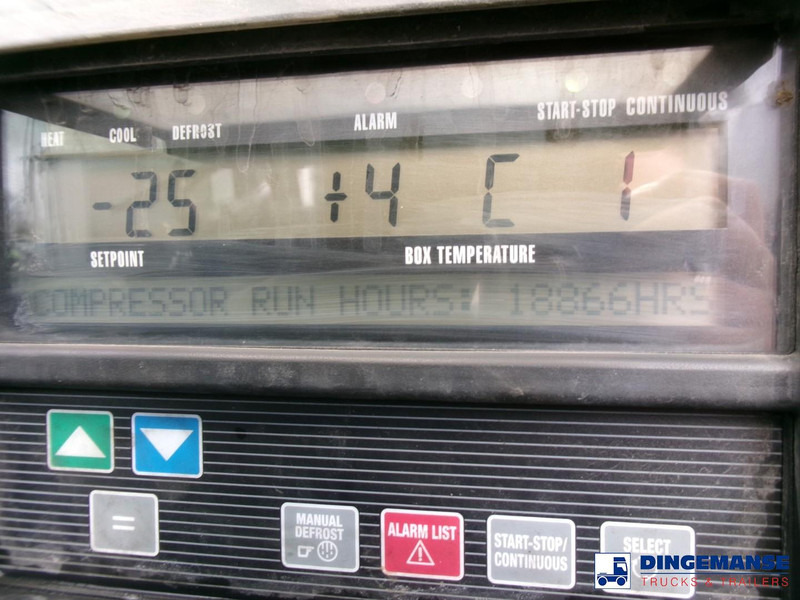 HEAT COOL DEFROST ALARM START-STOP CONTINUOUS
-25 +4 C 1
SETPOINT BOX TEMPERATURE
COMPRESSOR RUN HOURS: 18866HRS
=
MANUAL DEFROST
ALARM LIST
START-STOP/
CONTINUOUS
SELECT
DINGEMANSE
TRUCKS & TRAILERS